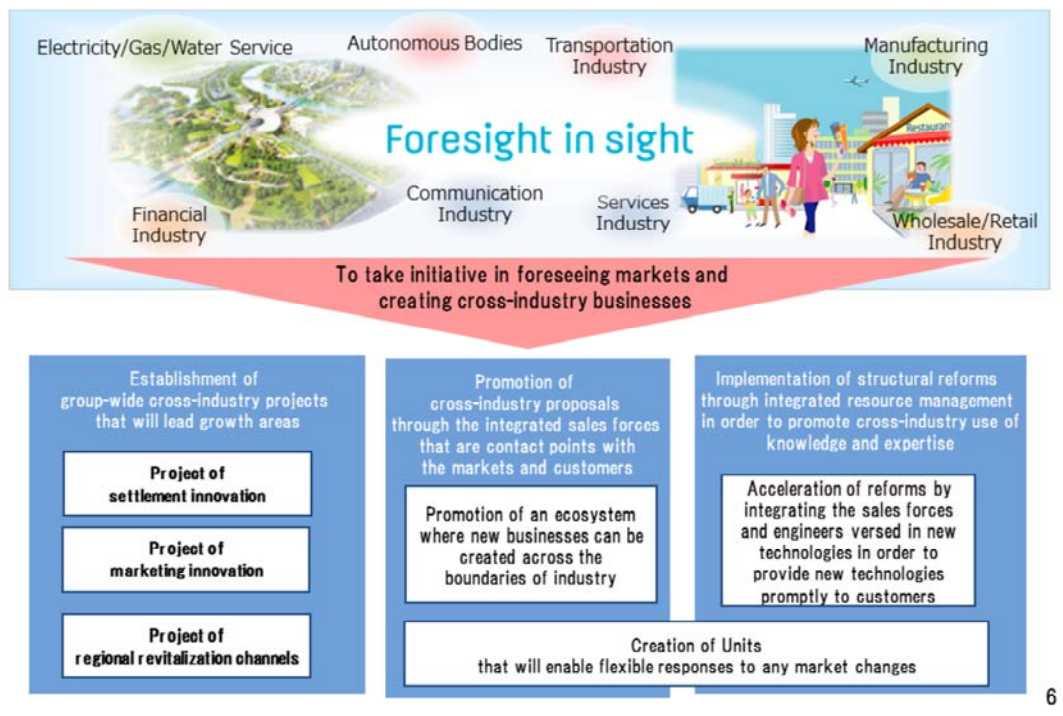 Electricity/Gas/Water Service
Autonomous Bodies
Transportation
Industry
Manufacturing
Industry
Foresight in sight
Restauran
Financial
Industry
Communication
Industry
Services
Industry
Wholesale/Retail
Industry
To take initiative in foreseeing markets and
creating cross-industry businesses
Establishment of
group-wide cross-industry projects
that will lead growth areas
Project of
settlement innovation
Project of
marketing innovation
Project of
regional revitalization channels
Promotion of
cross-industry proposals
through the integrated sales forces
that are contact points with
the markets and customers
Promotion of an ecosystem
where new businesses can be
created across the
boundaries of industry
Implementation of structural reforms
through integrated resource management
in order to promote cross-industry use of
knowledge and expertise
Acceleration of reforms by
integrating the sales forces
and engineers versed in new
technologies in order to
provide new technologies
promptly to customers
Creation of Units
that will enable flexible responses to any market changes
6